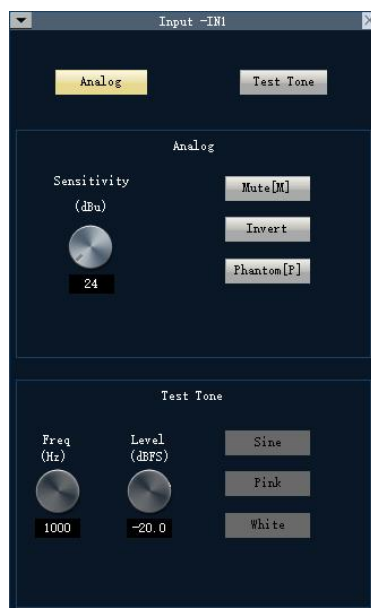 Input -IN1
Analog
Test Tone
Analog
Sensitivity
(dBu)
24
Mute[M]
Invert
Phantom[P]
Test Tone
Freq
(Hz)
1000
Level
(dBFS)
-20.0
Sine
Pink
White